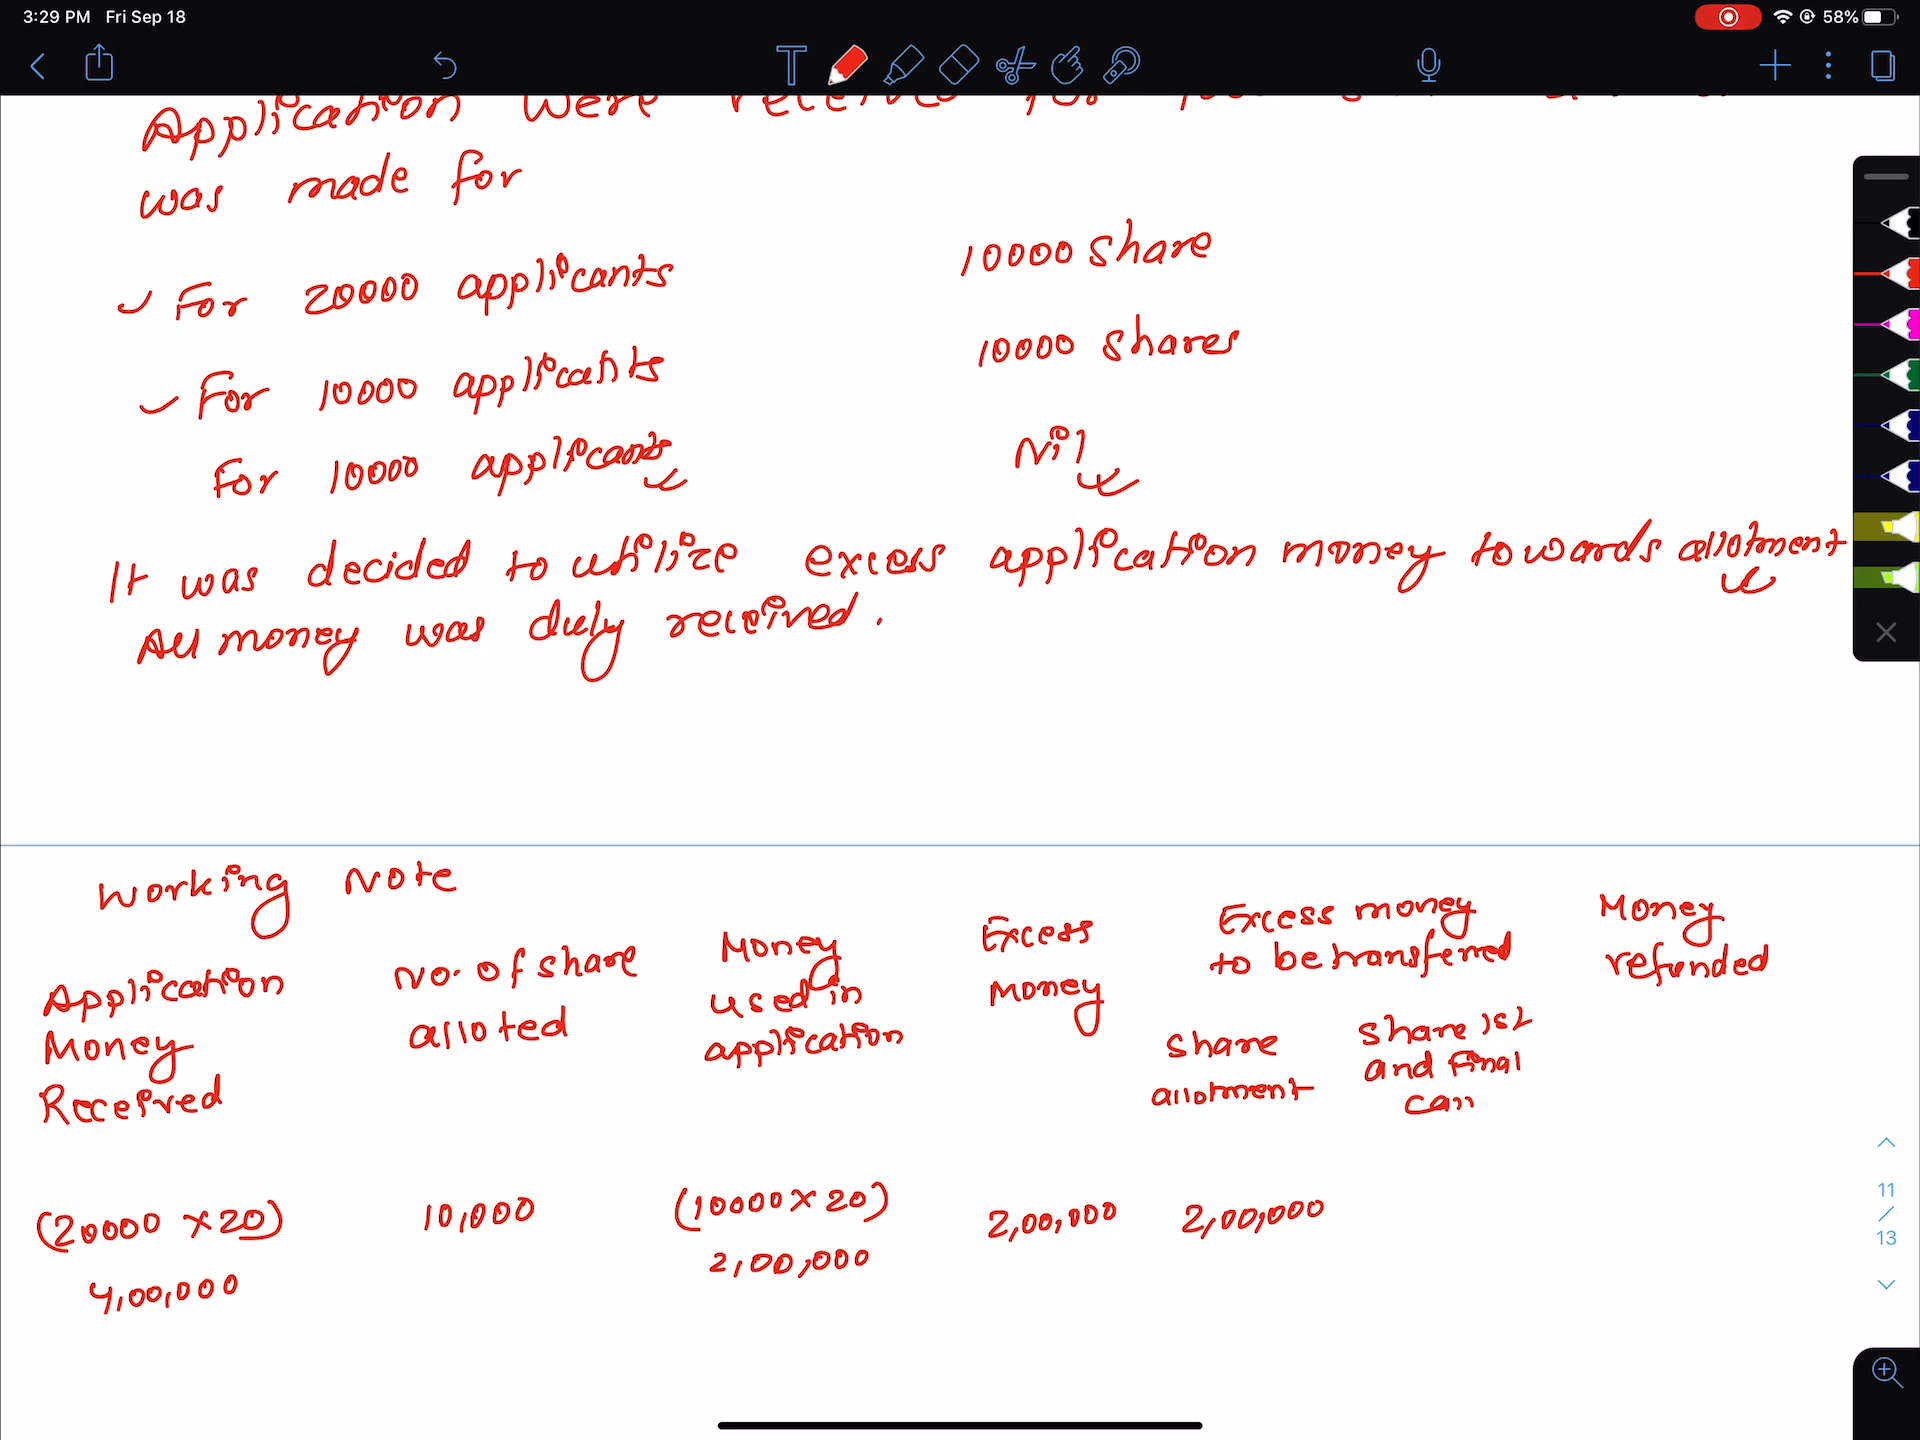 3:29 PM Fri Sep 18
58%
Application were received for
was made for
For 20000 applicants 10000 share
For 10000 applicants 10000 shares
For 10000 applicants Nil
It was decided to utilize excess application money towards allotment
All money was duly received.
Working Note
Application Money Received
No. of share alloted
Money used in application
Excess Money
Excess money to be transferred
Share allotment
Share 1st and final call
Money refunded
(20000 x 20) 10,000 (10000 x 20) 2,00,000 2,00,000
4,00,000 2,00,000
11
/
13